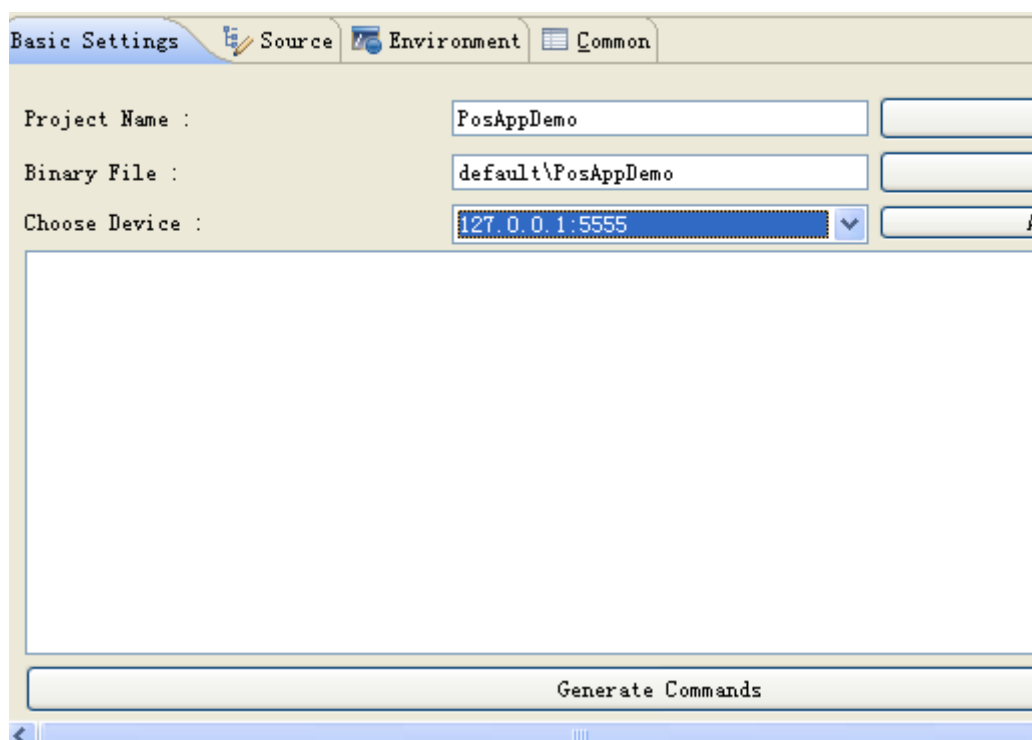 Basic Settings Source Environment Common
Project Name :
PosAppDemo
Binary File :
default\PosAppDemo
Choose Device :
127.0.0.1:5555
Generate Commands